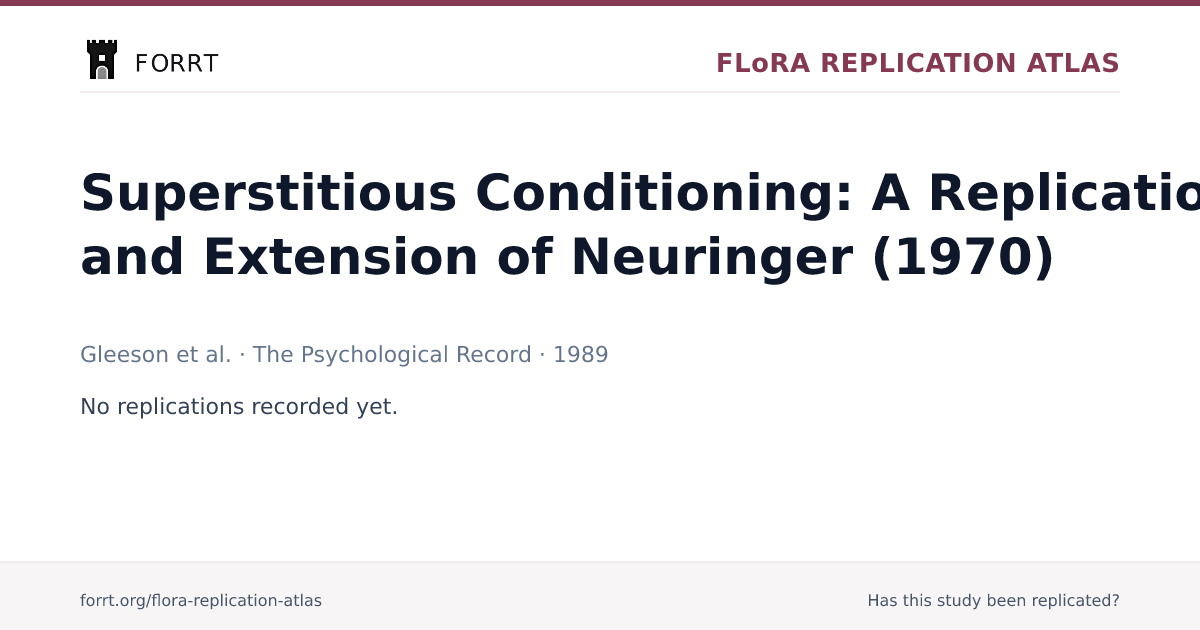 FORRT
FLoRA REPLICATION ATLAS
Superstitious Conditioning: A Replicatio
and Extension of Neuringer (1970)
Gleeson et al. · The Psychological Record · 1989
No replications recorded yet.
forrt.org/flora-replication-atlas
Has this study been replicated?